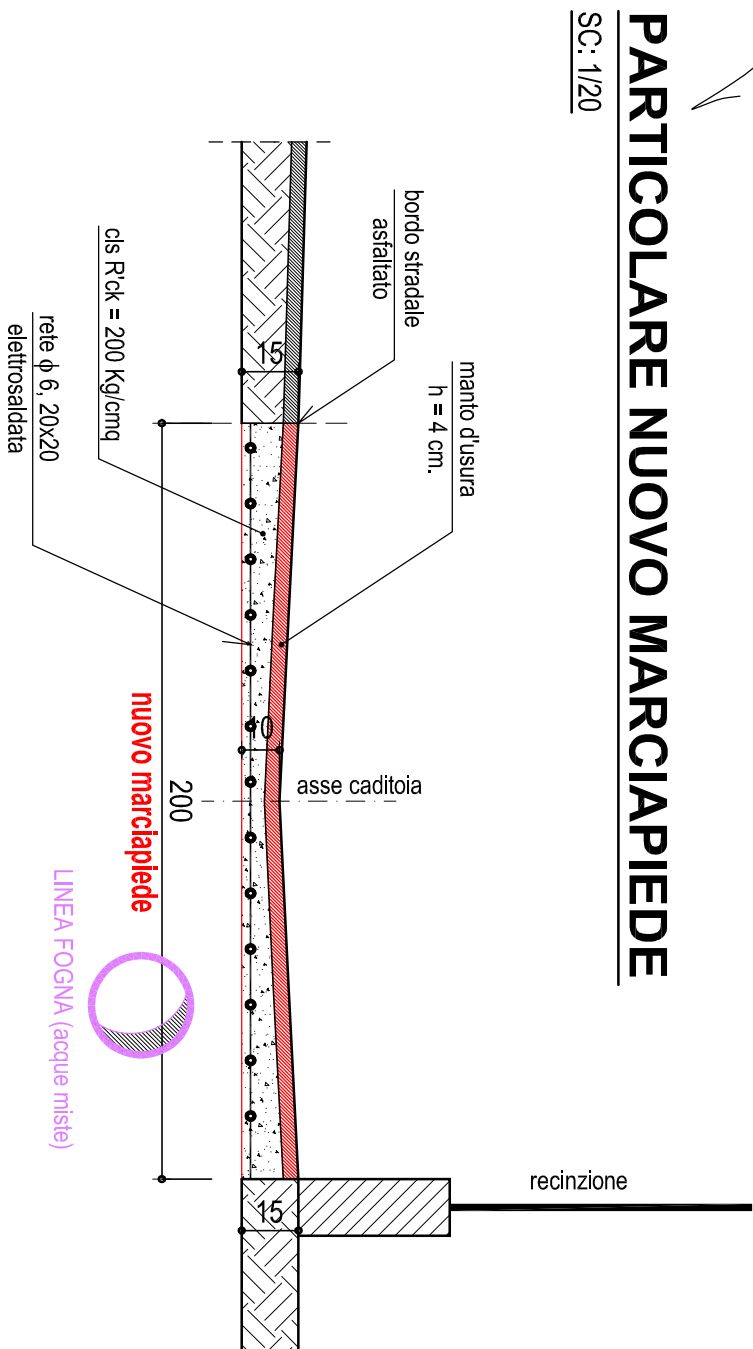 PARTICOLARE NUOVO MARCIAPIEDE
SC: 1/20
manto d'usura
h = 4 cm.
bordo stradale
asfaltato
cls R'ck = 200 Kg/cmq
rete ϕ 6, 20x20
elettrosaldata
15
10
15
asse caditoia
recinzione
200
nuovo marciapiede
LINEA FOGNA (acque miste)